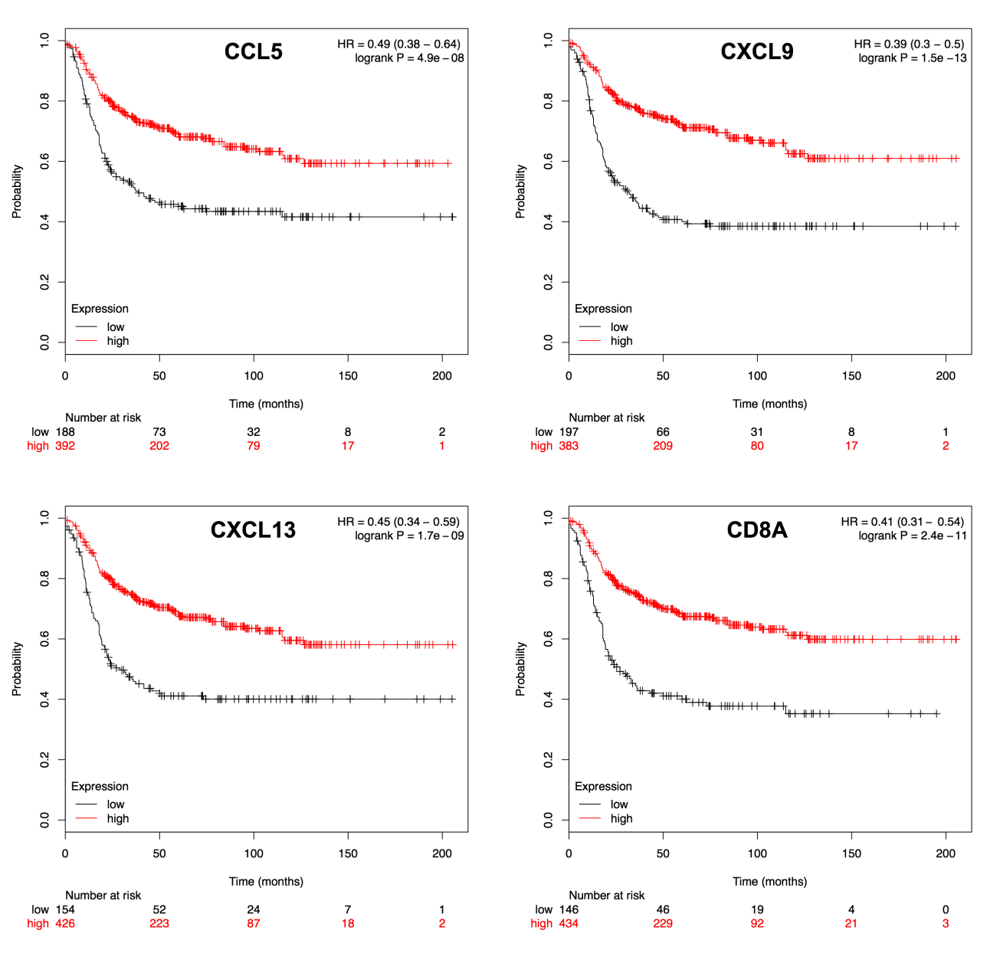 CCL5
HR = 0.49 (0.38 − 0.64)
logrank P = 4.9e−08
Probability
1.0
0.8
0.6
0.4
0.2
0.0
Expression
low
high
0 50 100 150 200
Time (months)
Number at risk
low 188 73 32 8 2
high 392 202 79 17 1
CXCL9
HR = 0.39 (0.3 − 0.5)
logrank P = 1.5e−13
Probability
1.0
0.8
0.6
0.4
0.2
0.0
Expression
low
high
0 50 100 150 200
Time (months)
Number at risk
low 197 66 31 8 1
high 383 209 80 17 2
CXCL13
HR = 0.45 (0.34 − 0.59)
logrank P = 1.7e−09
Probability
1.0
0.8
0.6
0.4
0.2
0.0
Expression
low
high
0 50 100 150 200
Time (months)
Number at risk
low 154 52 24 7 1
high 426 223 87 18 2
CD8A
HR = 0.41 (0.31 − 0.54)
logrank P = 2.4e−11
Probability
1.0
0.8
0.6
0.4
0.2
0.0
Expression
low
high
0 50 100 150 200
Time (months)
Number at risk
low 146 46 19 4 0
high 434 229 92 21 3